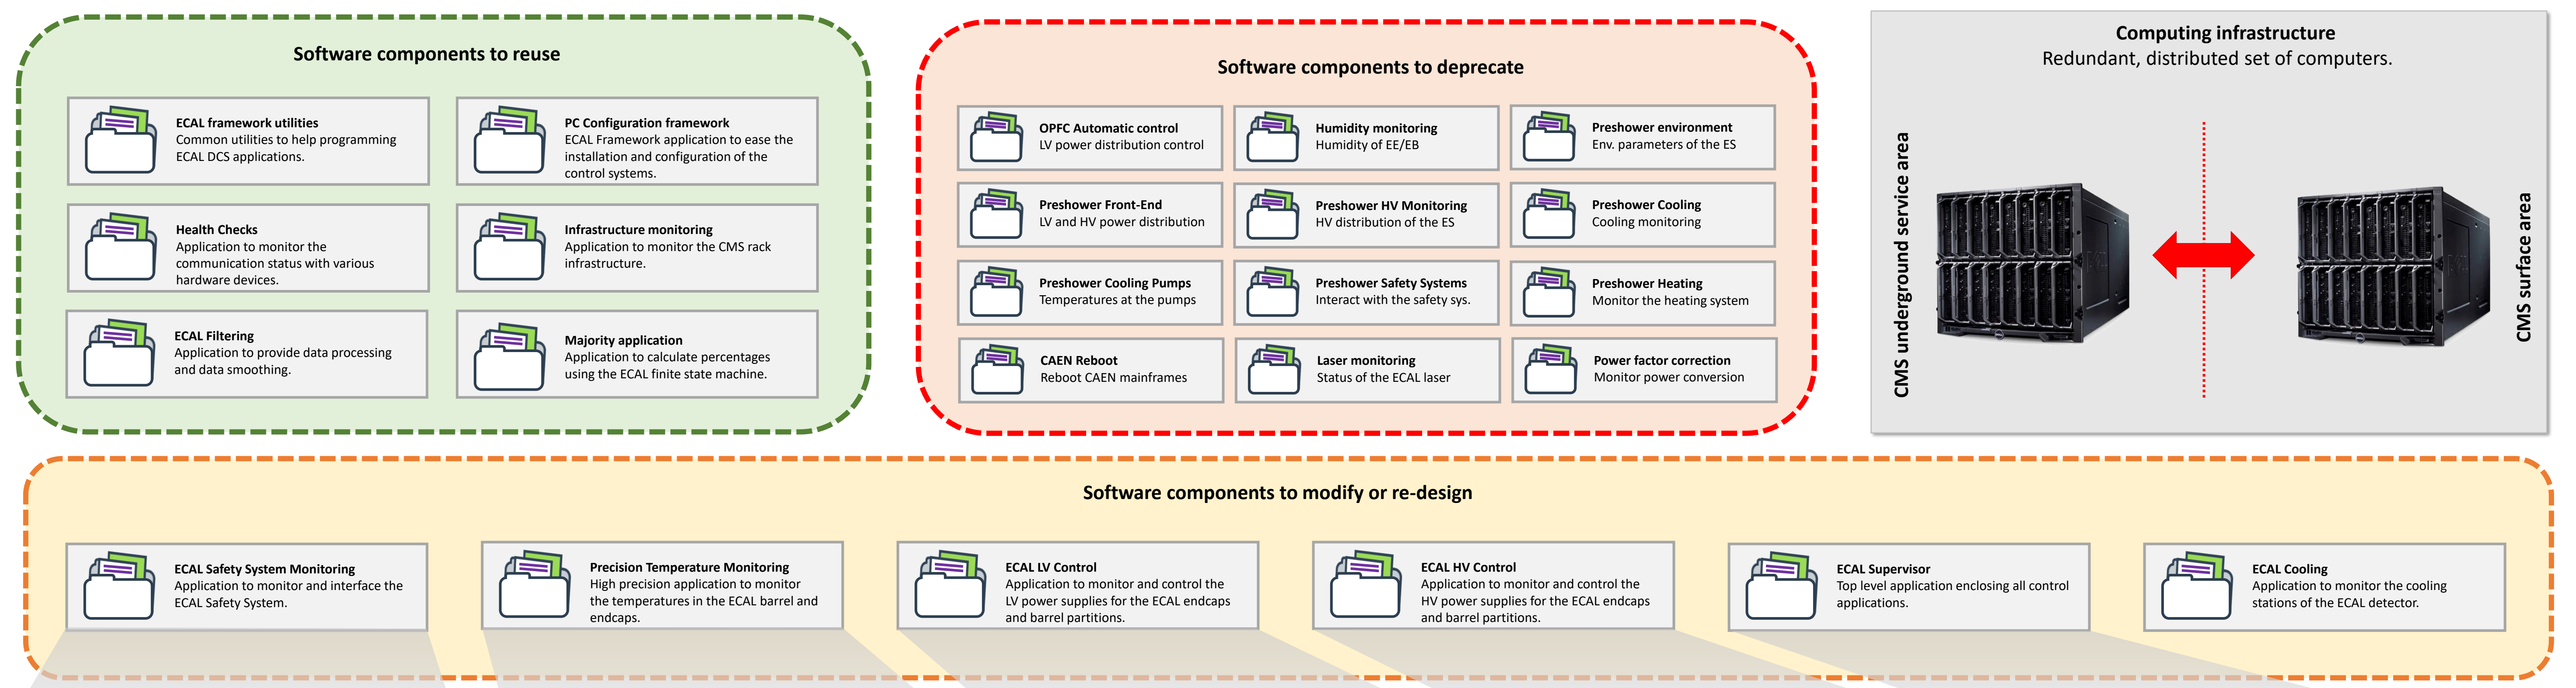 Software components to reuse
ECAL framework utilities
Common utilities to help programming
ECAL DCS applications.
PC Configuration framework
ECAL Framework application to ease the
installation and configuration of the
control systems.
Health Checks
Application to monitor the
communication status with various
hardware devices.
Infrastructure monitoring
Application to monitor the CMS rack
infrastructure.
ECAL Filtering
Application to provide data processing
and data smoothing.
Majority application
Application to calculate percentages
using the ECAL finite state machine.
Software components to deprecate
OPFC Automatic control
LV power distribution control
Humidity monitoring
Humidity of EE/EB
Preshower environment
Env. parameters of the ES
Preshower Front-End
LV and HV power distribution
Preshower HV Monitoring
HV distribution of the ES
Preshower Cooling
Cooling monitoring
Preshower Cooling Pumps
Temperatures at the pumps
Preshower Safety Systems
Interact with the safety sys.
Preshower Heating
Monitor the heating system
CAEN Reboot
Reboot CAEN mainframes
Laser monitoring
Status of the ECAL laser
Power factor correction
Monitor power conversion
Computing infrastructure
Redundant, distributed set of computers.
CMS underground service area
CMS surface area
Software components to modify or re-design
ECAL Safety System Monitoring
Application to monitor and interface the
ECAL Safety System.
Precision Temperature Monitoring
High precision application to monitor
the temperatures in the ECAL barrel and
endcaps.
ECAL LV Control
Application to monitor and control the
LV power supplies for the ECAL endcaps
and barrel partitions.
ECAL HV Control
Application to monitor and control the
HV power supplies for the ECAL endcaps
and barrel partitions.
ECAL Supervisor
Top level application enclosing all control
applications.
ECAL Cooling
Application to monitor the cooling
stations of the ECAL detector.